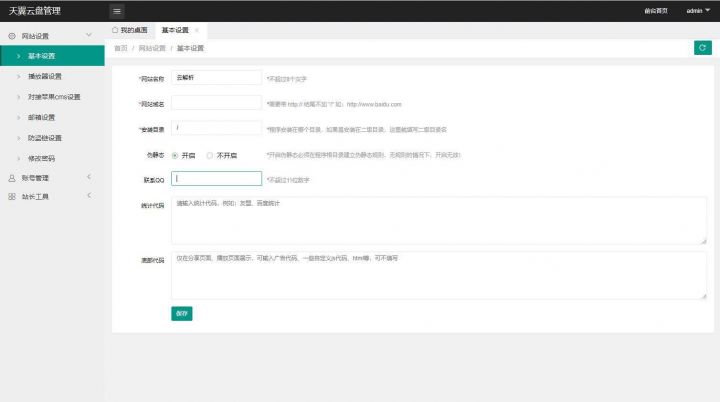 天翼云盘管理
前台首页
admin
网站设置
基本设置
播放器设置
对接苹果cms设置
邮箱设置
防盗链设置
修改密码
账号管理
站长工具
我的桌面
基本设置
首页 / 网站设置 / 基本设置
*网站名称 云解析 *不超过8个汉字
*网站域名 *需要带 http:// 结尾不加 "/" 如：http://www.baidu.com
*安装目录 / *程序安装在哪个目录，如果是安装在二级目录，这里就填写二级目录名
伪静态 开启 不开启 *开启伪静态必须在程序根目录建立伪静态规则，无规则的情况下，开启无效！
联系QQ *不超过11位数字
统计代码 请输入统计代码，例如：友盟、百度统计
底部代码 仅在分享页面、播放页面展示，可输入广告代码、一些自定义js代码、html等，可不填写
保存